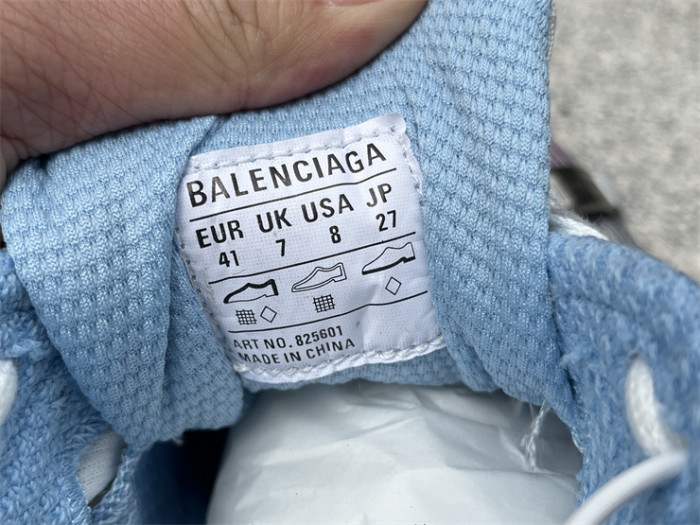 BALENCIAGA
EUR UK USA JP
41 7 8 27
ART NO. 825601
MADE IN CHINA